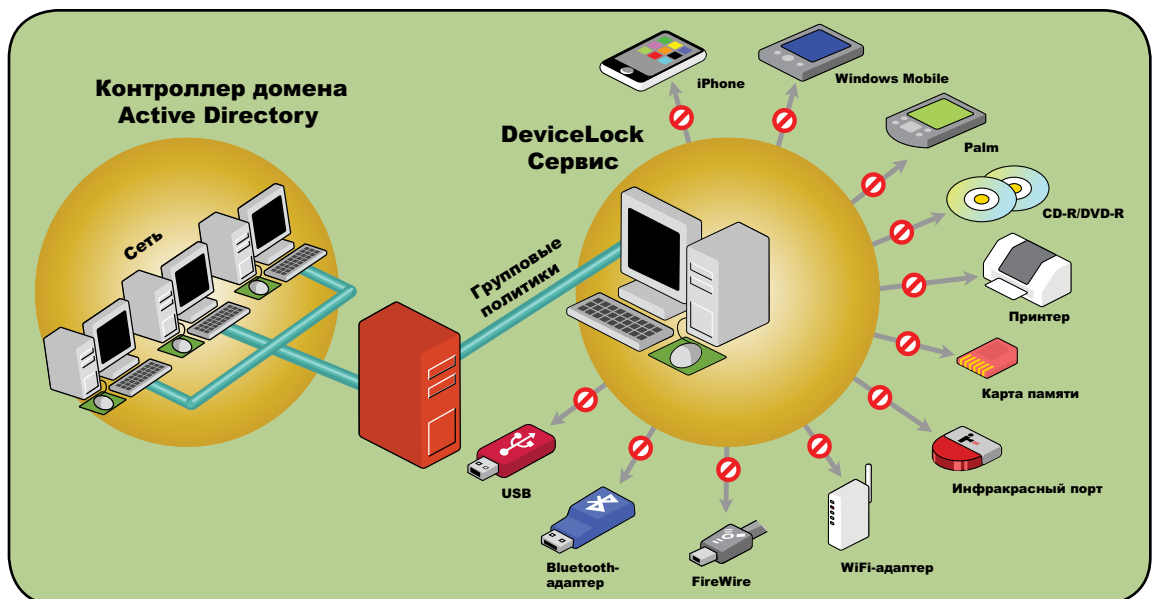 Контроллер домена
Active Directory
Сеть
Групповые
политики
DeviceLock
Сервис
iPhone
Windows Mobile
Palm
CD-R/DVD-R
Принтер
Карта памяти
Инфракрасный порт
WiFi-адаптер
FireWire
Bluetooth-
адаптер
USB